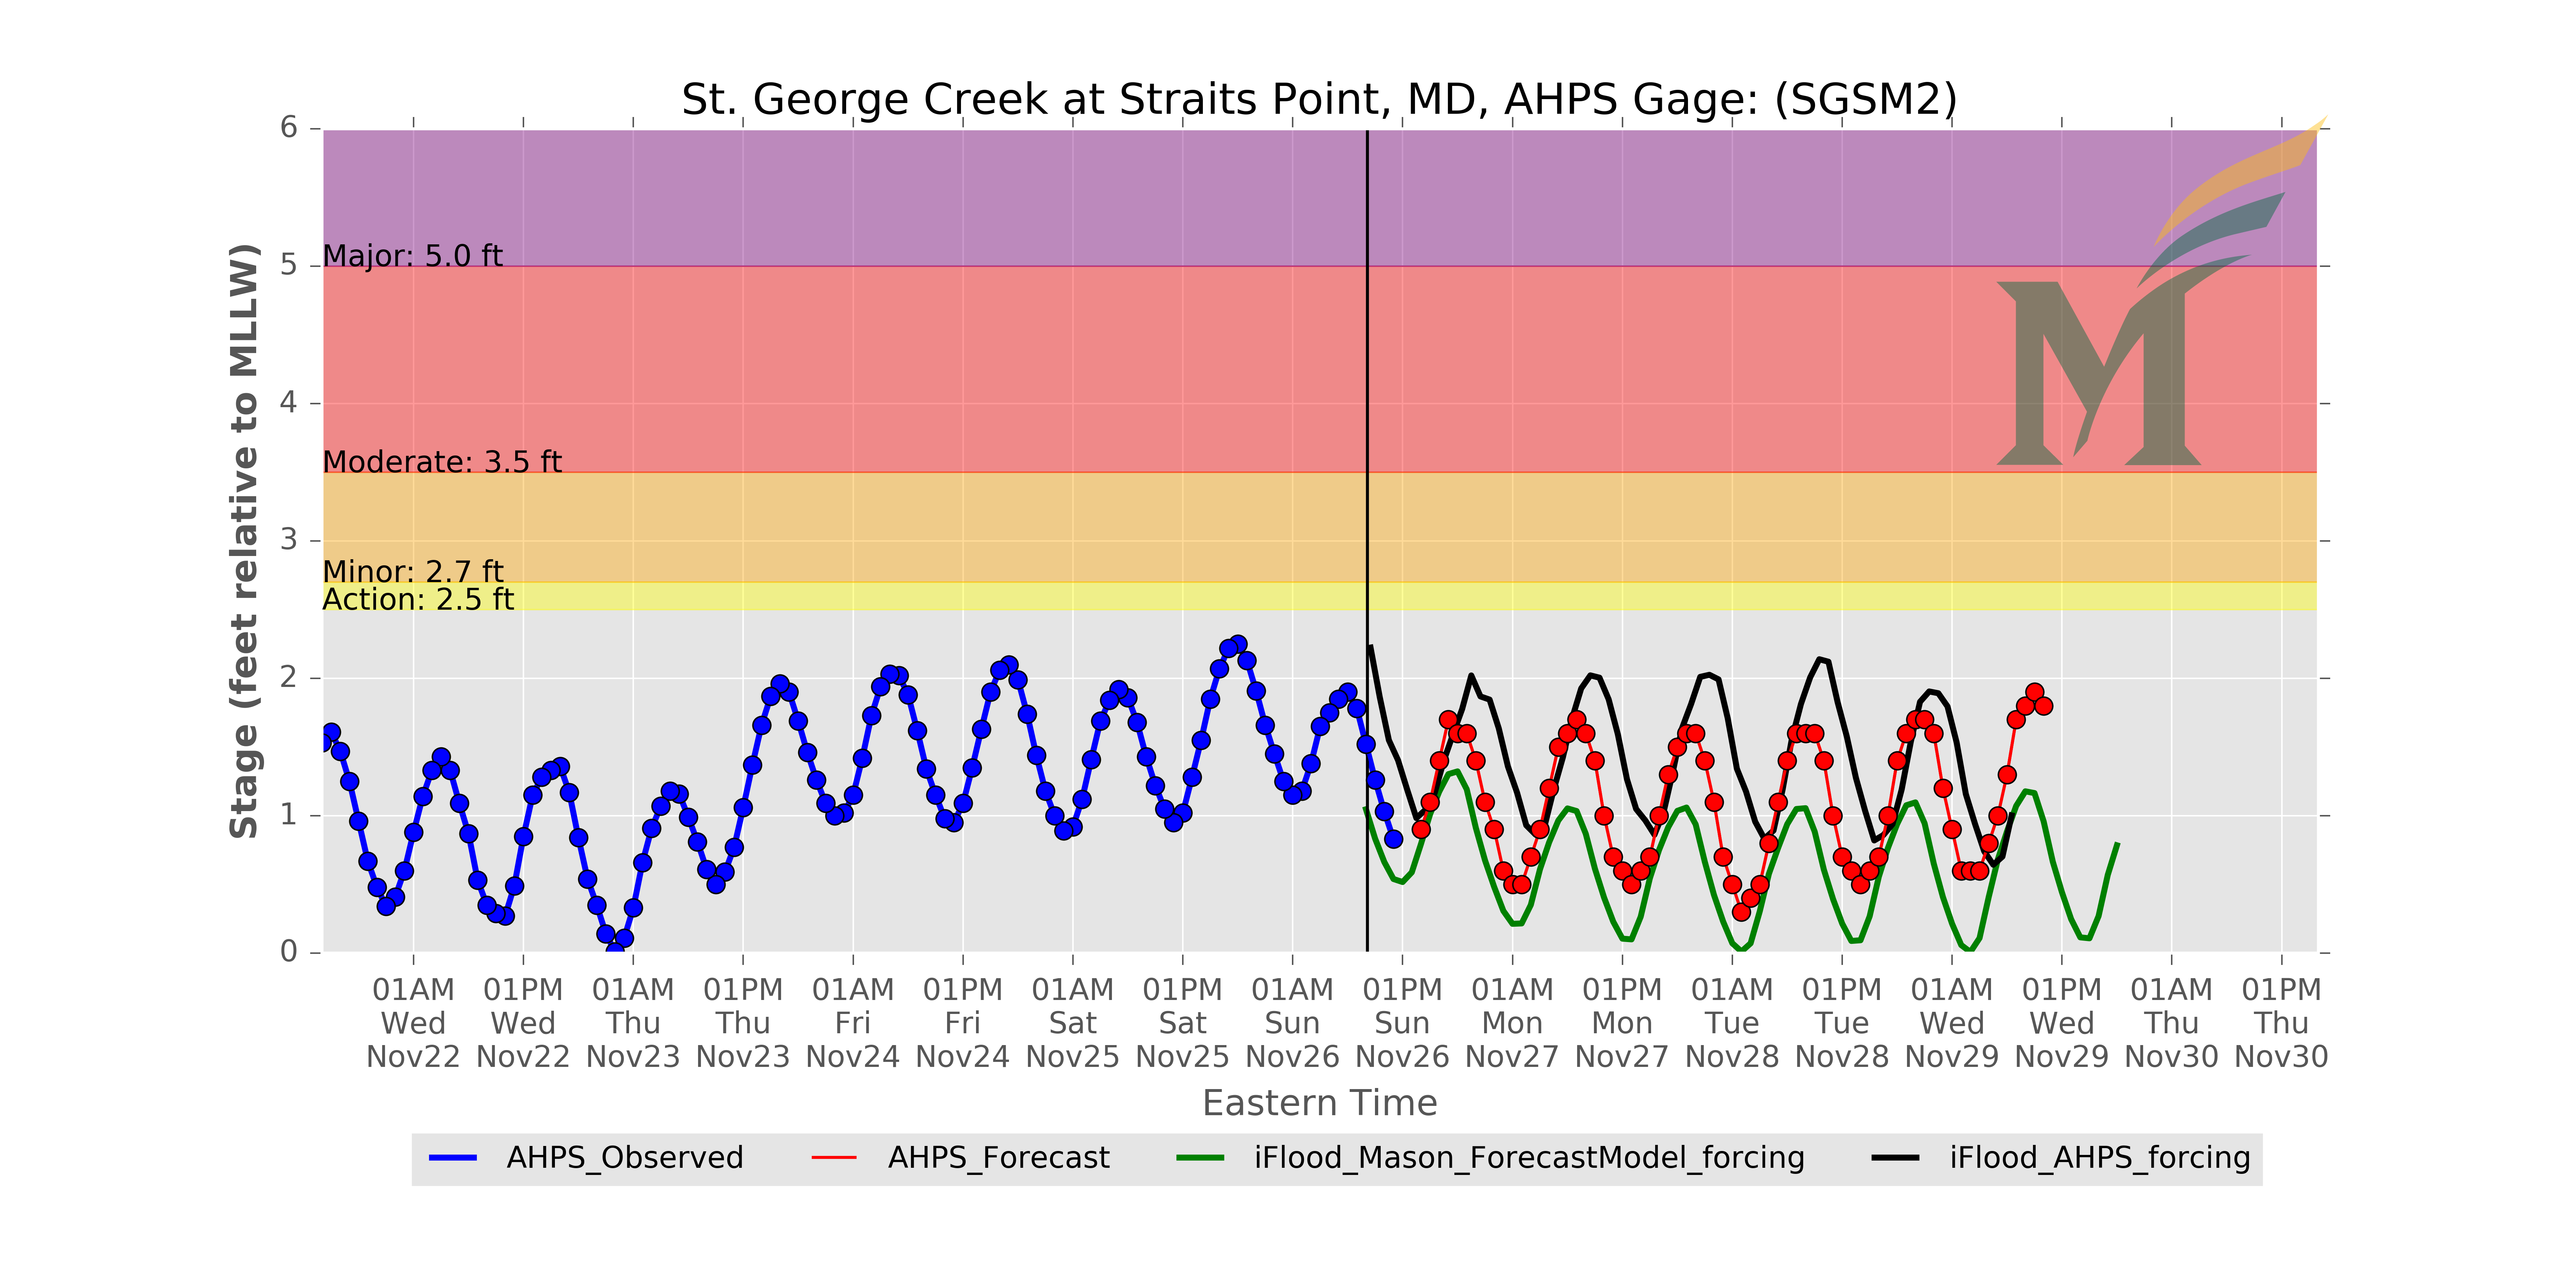 St. George Creek at Straits Point, MD, AHPS Gage: (SGSM2)
Stage (feet relative to MLLW)
6
5
4
3
2
1
0
Major: 5.0 ft
Moderate: 3.5 ft
Minor: 2.7 ft
Action: 2.5 ft
M
01AM 01PM 01AM 01PM 01AM 01PM 01AM 01PM 01AM 01PM 01AM 01PM 01AM 01PM 01AM 01PM 01AM 01PM
Wed Wed Thu Thu Fri Fri Sat Sat Sun Sun Mon Mon Tue Tue Wed Wed Thu Thu
Nov22 Nov22 Nov23 Nov23 Nov24 Nov24 Nov25 Nov25 Nov26 Nov26 Nov27 Nov27 Nov28 Nov28 Nov29 Nov29 Nov30 Nov30
Eastern Time
AHPS_Observed AHPS_Forecast iFlood_Mason_ForecastModel_forcing iFlood_AHPS_forcing